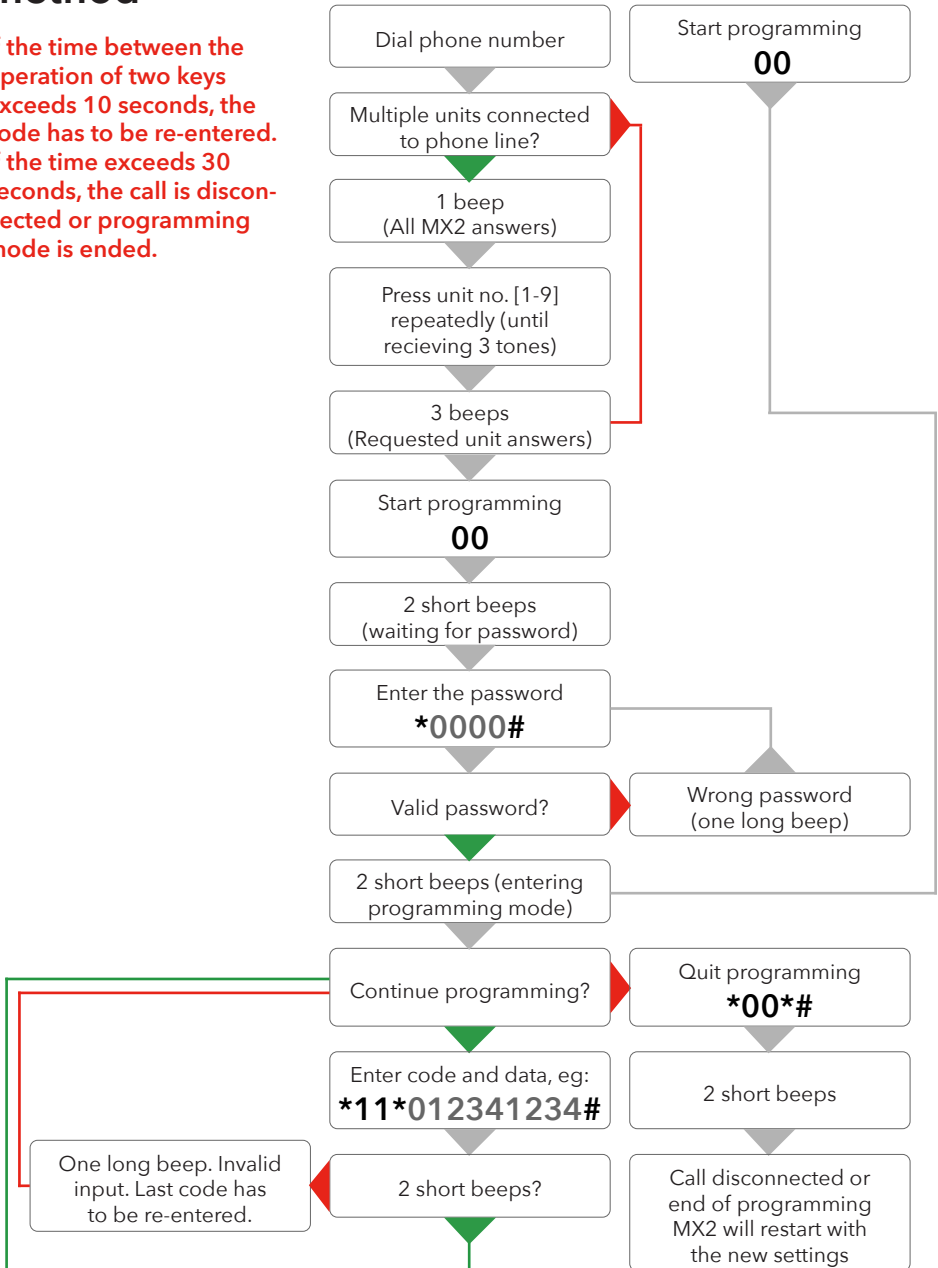 method
the time between the
peration of two keys
xceeds 10 seconds, the
ode has to be re-entered.
the time exceeds 30
econds, the call is discon-
ected or programming
mode is ended.
Dial phone number
Start programming
00
Multiple units connected
to phone line?
1 beep
(All MX2 answers)
Press unit no. [1-9]
repeatedly (until
recieving 3 tones)
3 beeps
(Requested unit answers)
Start programming
00
2 short beeps
(waiting for password)
Enter the password
*0000#
Valid password?
Wrong password
(one long beep)
2 short beeps (entering
programming mode)
Continue programming?
Quit programming
*00*#
Enter code and data, eg:
*11*012341234#
2 short beeps
One long beep. Invalid
input. Last code has
to be re-entered.
2 short beeps?
Call disconnected or
end of programming
MX2 will restart with
the new settings